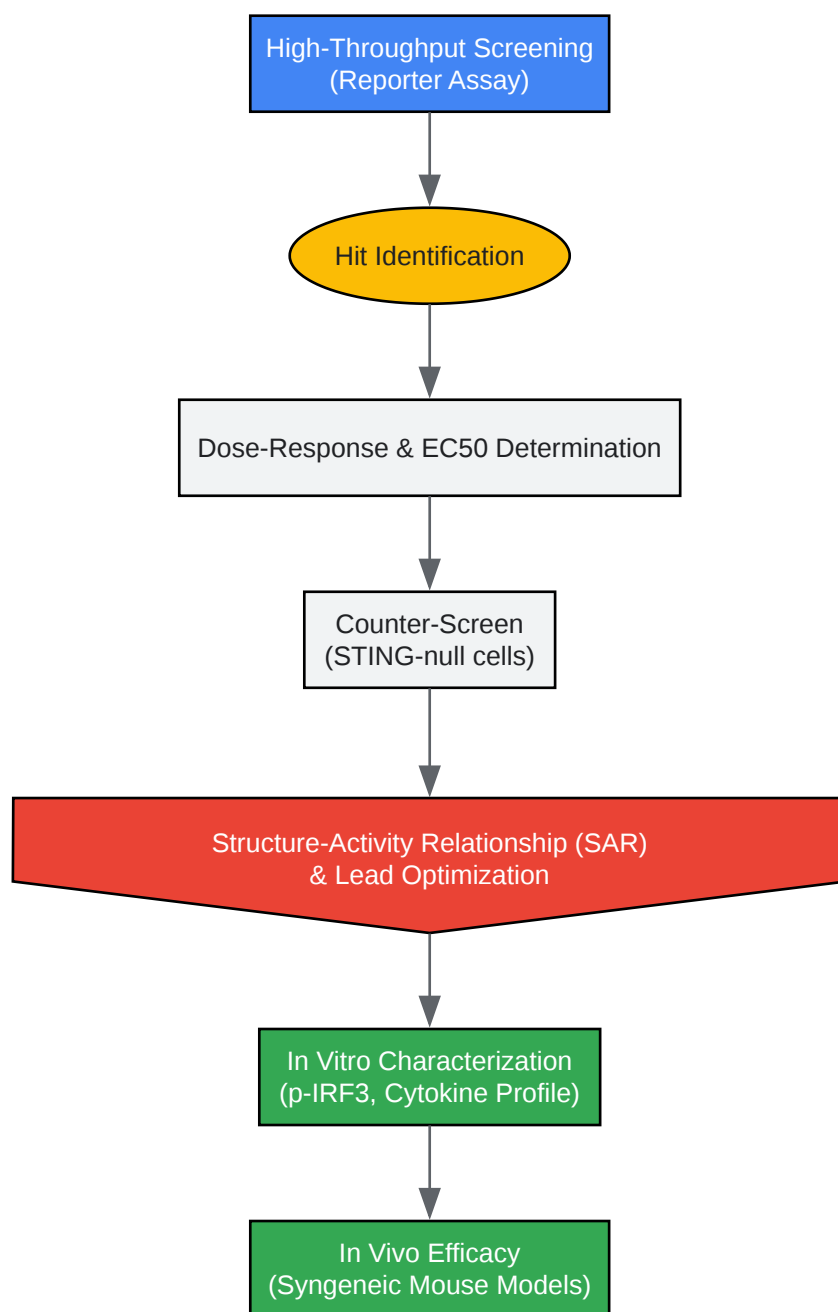 High-Throughput Screening
(Reporter Assay)
Hit Identification
Dose-Response & EC50 Determination
Counter-Screen
(STING-null cells)
Structure-Activity Relationship (SAR)
& Lead Optimization
In Vitro Characterization
(p-IRF3, Cytokine Profile)
In Vivo Efficacy
(Syngeneic Mouse Models)